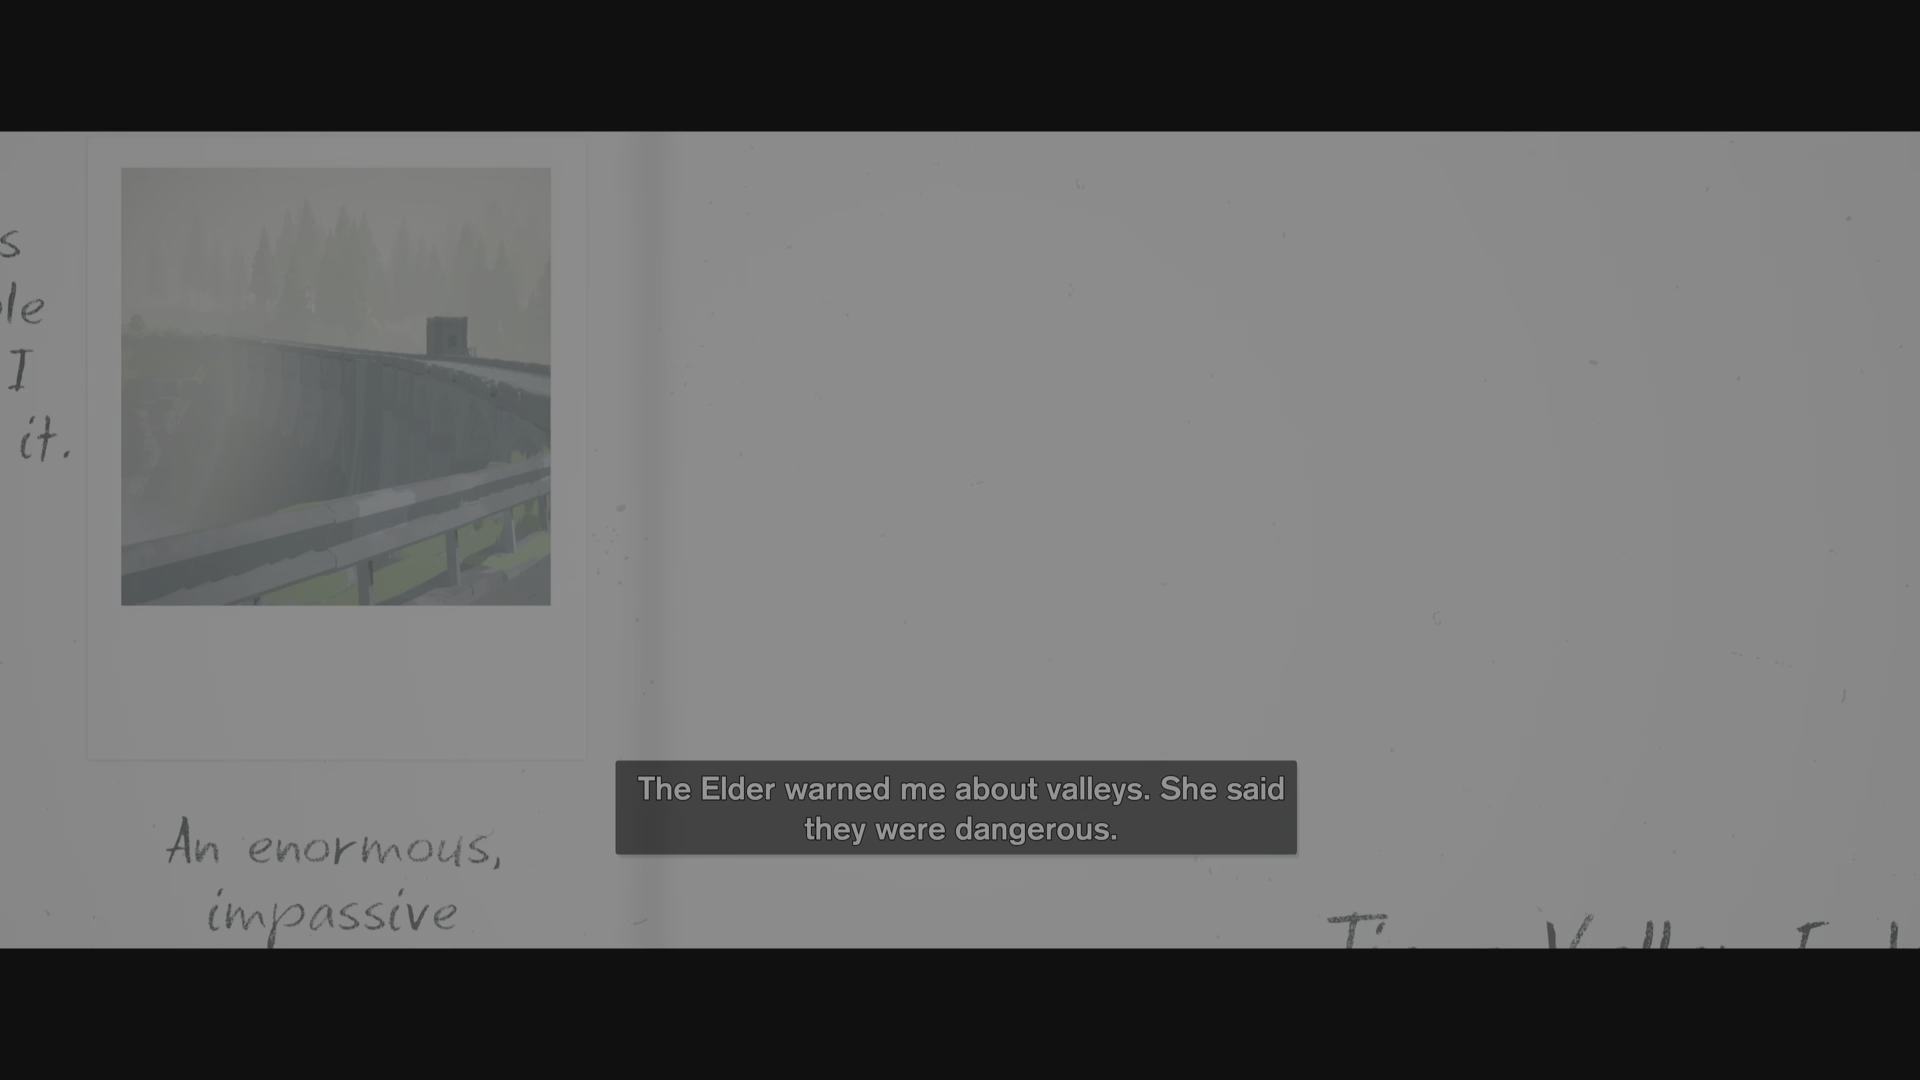 s
le
I
it.
An enormous,
impassive
The Elder warned me about valleys. She said
they were dangerous.